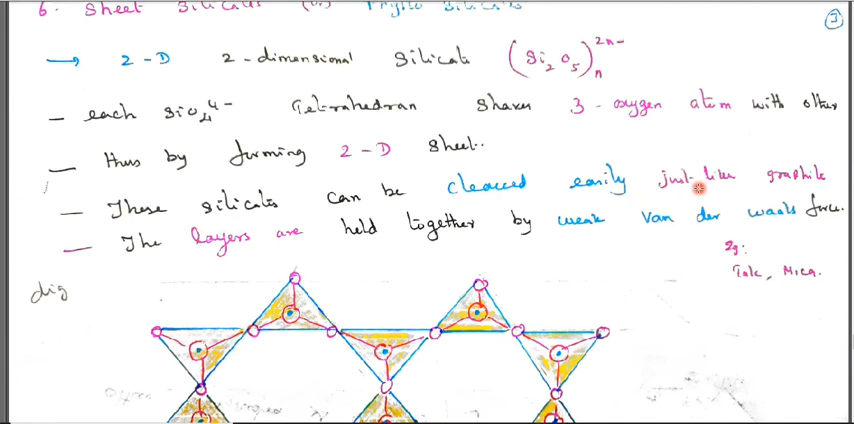 6. Sheet Silicates (or) Phyllo Silicates
3
→ 2-D 2-dimensional Silicate (Si2O5)n 2n-
— each SiO4 4- Tetrahedran Shares 3-oxygen atom with other
— thus by forming 2-D Sheet.
— These silicates can be cleaved easily just like graphite
— The layers are held together by weak Van der waals force.
Eg:
Talc, Mica.
dig